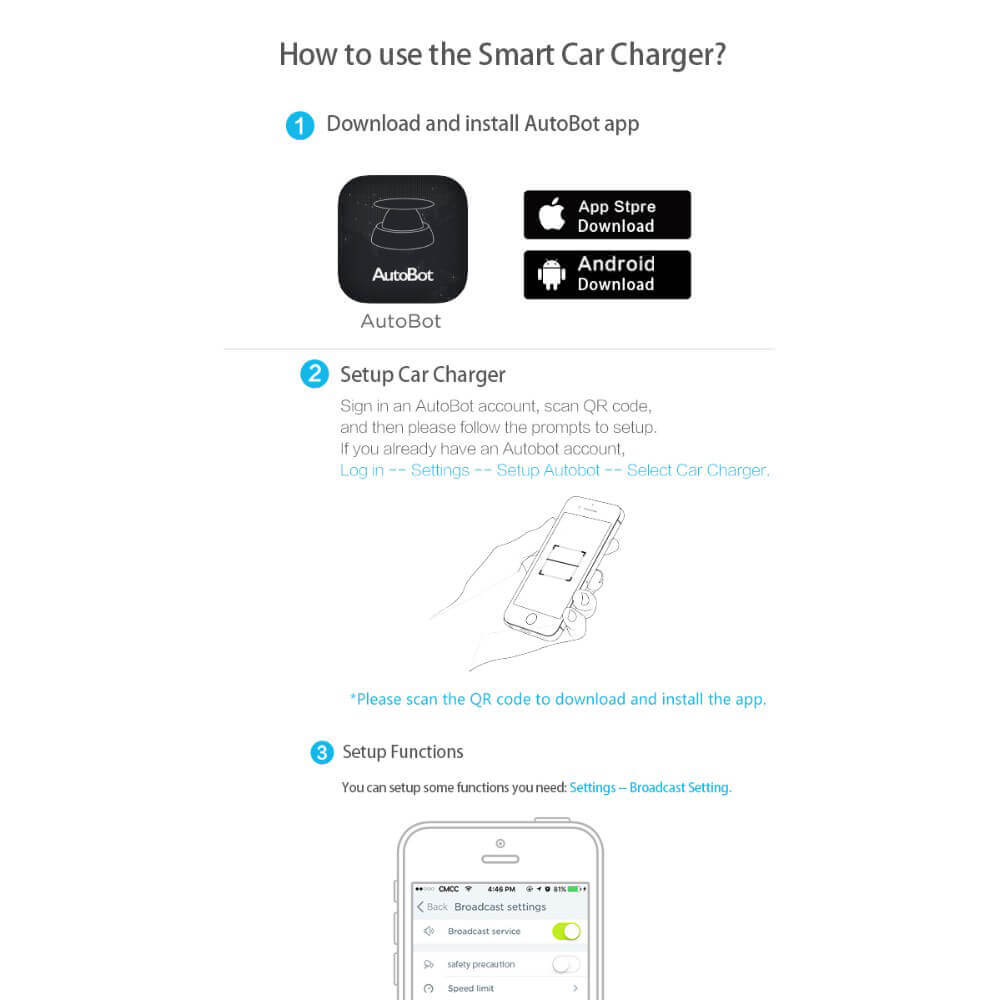 How to use the Smart Car Charger?
1 Download and install AutoBot app
AutoBot
AutoBot
App Stpre
Download
Android
Download
2 Setup Car Charger
Sign in an AutoBot account, scan QR code,
and then please follow the prompts to setup.
If you already have an Autobot account,
Log in -- Settings -- Setup Autobot -- Select Car Charger.
*Please scan the QR code to download and install the app.
3 Setup Functions
You can setup some functions you need: Settings -- Broadcast Setting.
CMCC 4:46 PM 81%
Back Broadcast settings
Broadcast service
safety precaution
Speed limit